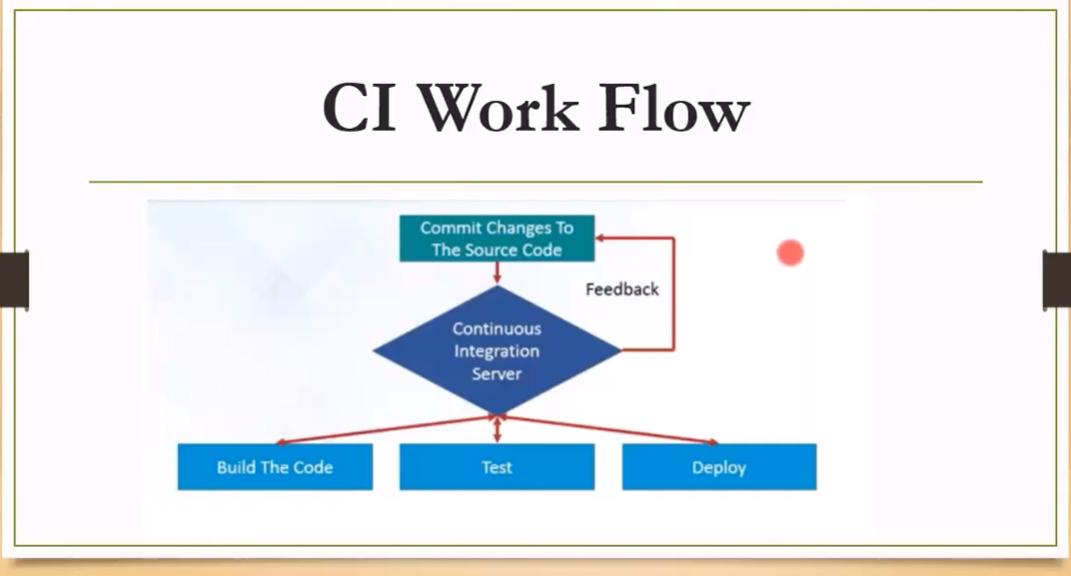 CI Work Flow
Commit Changes To
The Source Code
Feedback
Continuous
Integration
Server
Build The Code
Test
Deploy